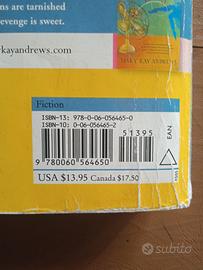 ns are tarnished
evenge is sweet.
kayandrews.com
MARY KAY ANDREWS
Fiction
ISBN-13: 978-0-06-056465-0
ISBN-10: 0-06-056465-2
51395
EAN
9 780060 564650
USA $13.95 Canada $17.50
subito